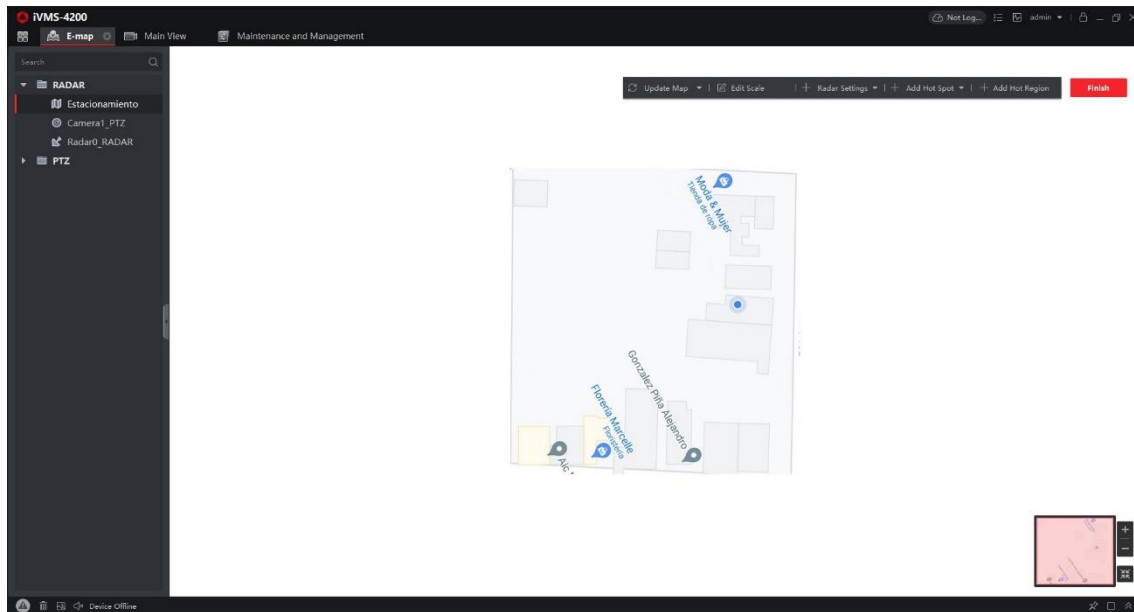 iVMS-4200
Not Log...
admin
E-map
Main View
Maintenance and Management
Search
RADAR
Estacionamiento
Camera1_PTZ
Radar0_RADAR
PTZ
Update Map
Edit Scale
Radar Settings
Add Hot Spot
Add Hot Region
Finish
Moda & Mujer
Tienda de ropa
Gonzalez Piña Alejandro
Florería Marcelle
Floristería
Aic
Device Offline